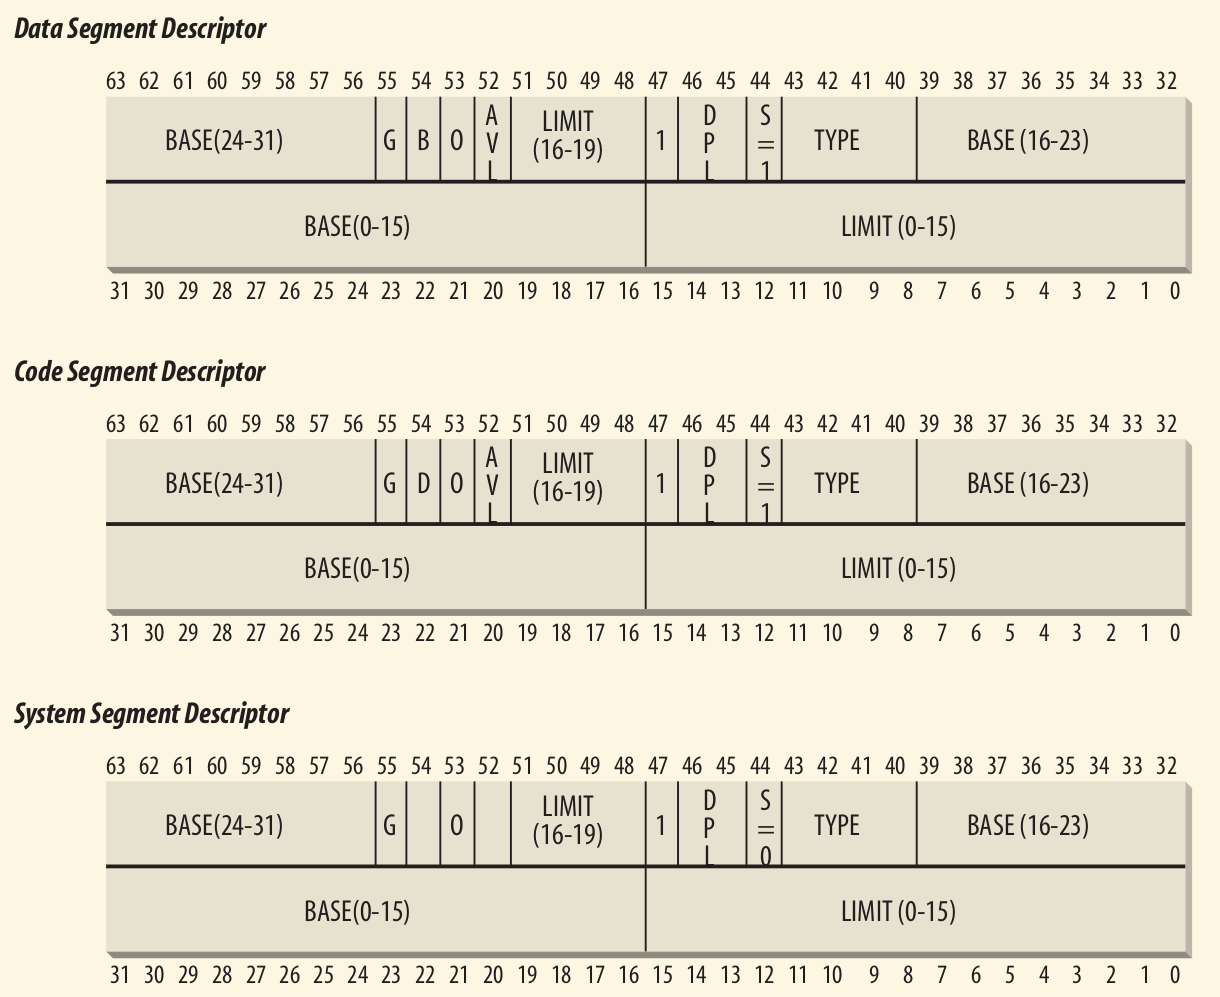 Data Segment Descriptor
63 62 61 60 59 58 57 56 55 54 53 52 51 50 49 48 47 46 45 44 43 42 41 40 39 38 37 36 35 34 33 32
BASE(24-31) G B 0 AVL LIMIT (16-19) 1 DPL S=1 TYPE BASE (16-23)
BASE(0-15) LIMIT (0-15)
31 30 29 28 27 26 25 24 23 22 21 20 19 18 17 16 15 14 13 12 11 10 9 8 7 6 5 4 3 2 1 0
Code Segment Descriptor
63 62 61 60 59 58 57 56 55 54 53 52 51 50 49 48 47 46 45 44 43 42 41 40 39 38 37 36 35 34 33 32
BASE(24-31) G D 0 AVL LIMIT (16-19) 1 DPL S=1 TYPE BASE (16-23)
BASE(0-15) LIMIT (0-15)
31 30 29 28 27 26 25 24 23 22 21 20 19 18 17 16 15 14 13 12 11 10 9 8 7 6 5 4 3 2 1 0
System Segment Descriptor
63 62 61 60 59 58 57 56 55 54 53 52 51 50 49 48 47 46 45 44 43 42 41 40 39 38 37 36 35 34 33 32
BASE(24-31) G 0 LIMIT (16-19) 1 DPL S=0 TYPE BASE (16-23)
BASE(0-15) LIMIT (0-15)
31 30 29 28 27 26 25 24 23 22 21 20 19 18 17 16 15 14 13 12 11 10 9 8 7 6 5 4 3 2 1 0